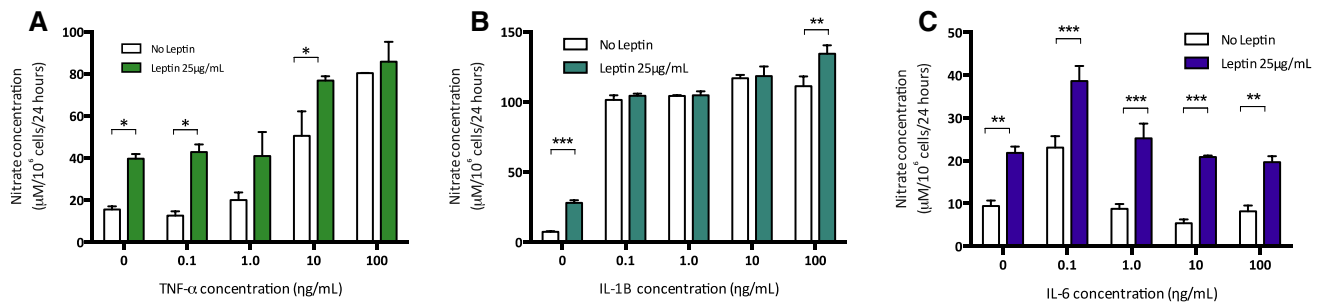 A
Nitrate concentration
(µM/10⁶ cells/24 hours)
100
80
60
40
20
0
No Leptin
Leptin 25µg/mL
*
*
*
0
0.1
1.0
10
100
TNF-α concentration (ηg/mL)
B
Nitrate concentration
(µM/10⁶ cells/24 hours)
150
100
50
0
No Leptin
Leptin 25µg/mL
***
**
0
0.1
1.0
10
100
IL-1B concentration (ηg/mL)
C
Nitrate concentration
(µM/10⁶ cells/24 hours)
50
40
30
20
10
0
No Leptin
Leptin 25µg/mL
**
***
***
***
**
0
0.1
1.0
10
100
IL-6 concentration (ηg/mL)